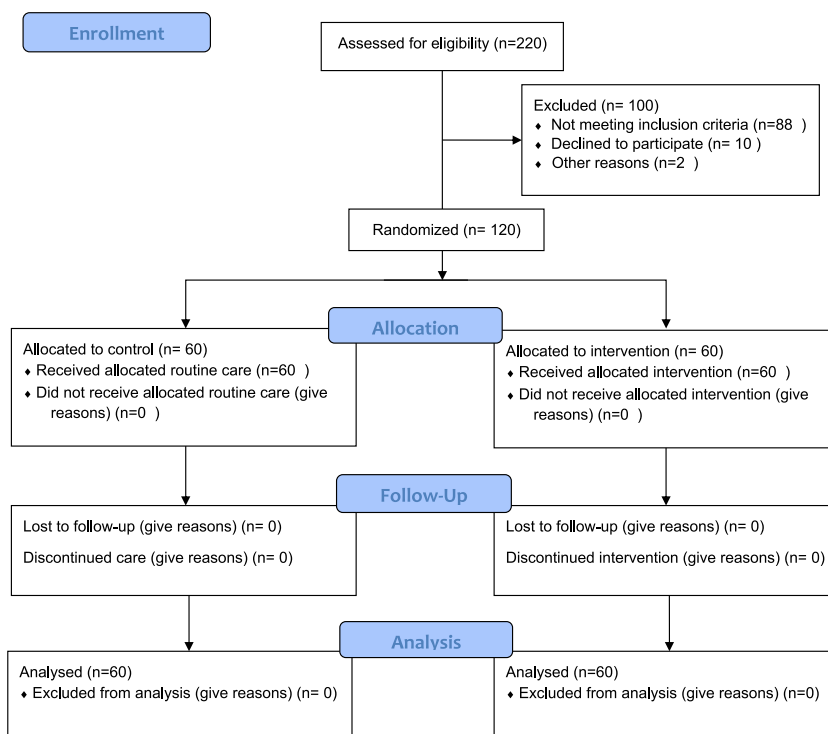 Enrollment
Assessed for eligibility (n=220)
Excluded (n= 100)
♦ Not meeting inclusion criteria (n=88 )
♦ Declined to participate (n= 10 )
♦ Other reasons (n=2 )
Randomized (n= 120)
Allocation
Allocated to control (n= 60)
♦ Received allocated routine care (n=60 )
♦ Did not receive allocated routine care (give
reasons) (n=0 )
Allocated to intervention (n= 60)
♦ Received allocated intervention (n=60 )
♦ Did not receive allocated intervention (give
reasons) (n=0 )
Follow-Up
Lost to follow-up (give reasons) (n= 0)
Discontinued care (give reasons) (n= 0)
Lost to follow-up (give reasons) (n= 0)
Discontinued intervention (give reasons) (n= 0)
Analysis
Analysed (n=60)
♦ Excluded from analysis (give reasons) (n= 0)
Analysed (n=60)
♦ Excluded from analysis (give reasons) (n=0)